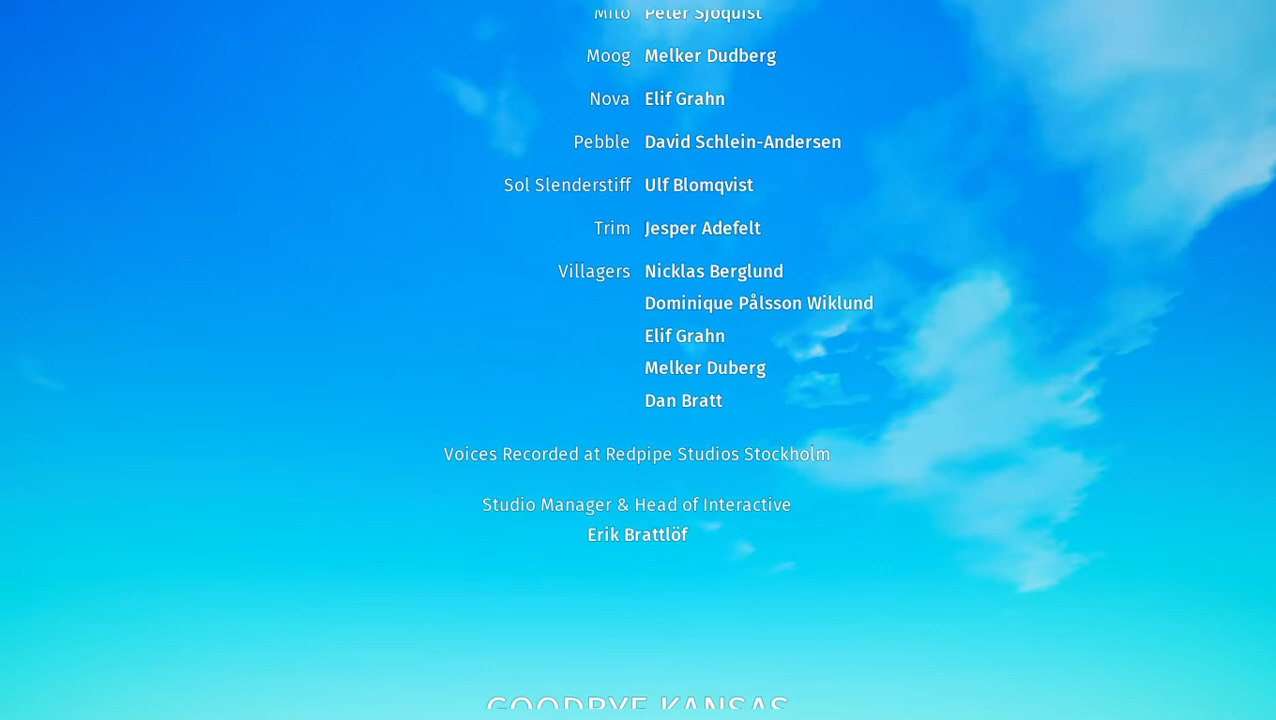 Mito Peter Sjöquist
Moog Melker Dudberg
Nova Elif Grahn
Pebble David Schlein-Andersen
Sol Slenderstiff Ulf Blomqvist
Trim Jesper Adefelt
Villagers Nicklas Berglund
Dominique Pålsson Wiklund
Elif Grahn
Melker Duberg
Dan Bratt
Voices Recorded at Redpipe Studios Stockholm
Studio Manager & Head of Interactive
Erik Brattlöf
GOODBYE KANSAS